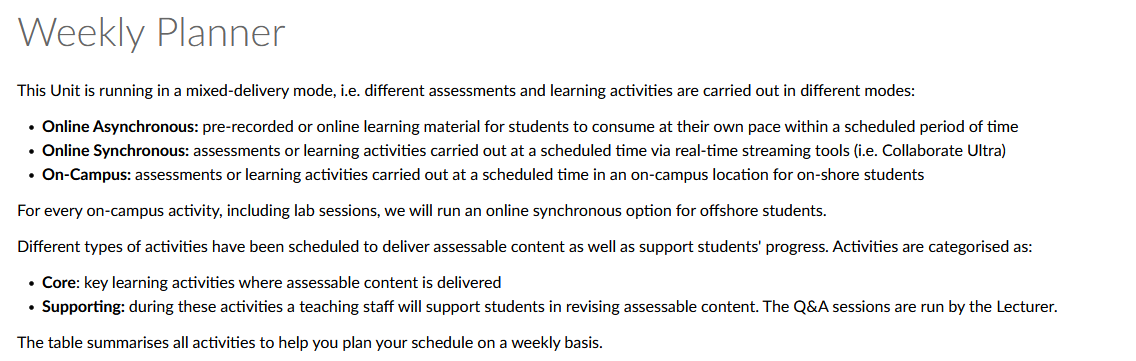 Weekly Planner
This Unit is running in a mixed-delivery mode, i.e. different assessments and learning activities are carried out in different modes:
• Online Asynchronous: pre-recorded or online learning material for students to consume at their own pace within a scheduled period of time
• Online Synchronous: assessments or learning activities carried out at a scheduled time via real-time streaming tools (i.e. Collaborate Ultra)
• On-Campus: assessments or learning activities carried out at a scheduled time in an on-campus location for on-shore students
For every on-campus activity, including lab sessions, we will run an online synchronous option for offshore students.
Different types of activities have been scheduled to deliver assessable content as well as support students' progress. Activities are categorised as:
• Core: key learning activities where assessable content is delivered
• Supporting: during these activities a teaching staff will support students in revising assessable content. The Q&A sessions are run by the Lecturer.
The table summarises all activities to help you plan your schedule on a weekly basis.